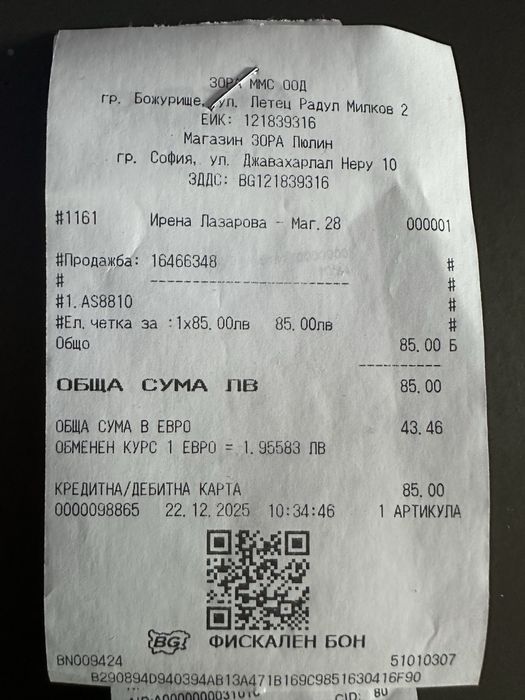 ЗОРА ММС ООД
гр. Божурище, ул. Летец Радул Милков 2
ЕИК: 121839316
Магазин ЗОРА Люлин
гр. София, ул. Джавахарлал Неру 10
ЗДДС: BG121839316
#1161 Ирена Лазарова - Маг. 28 000001
#Продажба: 16466348 #
# -------------------------- #
#1. AS8810 #
#Ел. четка за :1x85.00лв 85.00лв #
Общо 85.00 Б
-----------
ОБЩА СУМА ЛВ 85.00
ОБЩА СУМА В ЕВРО 43.46
ОБМЕНЕН КУРС 1 ЕВРО = 1.95583 ЛВ
КРЕДИТНА/ДЕБИТНА КАРТА 85.00
0000098865 22.12.2025 10:34:46 1 АРТИКУЛА
BG! ФИСКАЛЕН БОН
BN009424 51010307
B290894D940394AB13A471B169C9851630416F90
CID: 80